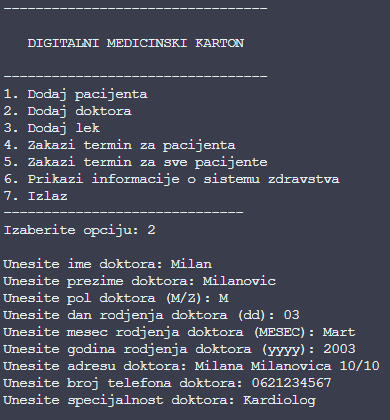 ---------------------------------
DIGITALNI MEDICINSKI KARTON
---------------------------------
1. Dodaj pacijenta
2. Dodaj doktora
3. Dodaj lek
4. Zakazi termin za pacijenta
5. Zakazi termin za sve pacijente
6. Prikazi informacije o sistemu zdravstva
7. Izlaz
------------------------------
Izaberite opciju: 2
Unesite ime doktora: Milan
Unesite prezime doktora: Milanovic
Unesite pol doktora (M/Z): M
Unesite dan rodjenja doktora (dd): 03
Unesite mesec rodjenja doktora (MESEC): Mart
Unesite godina rodjenja doktora (yyyy): 2003
Unesite adresu doktora: Milana Milanovica 10/10
Unesite broj telefona doktora: 0621234567
Unesite specijalnost doktora: Kardiolog